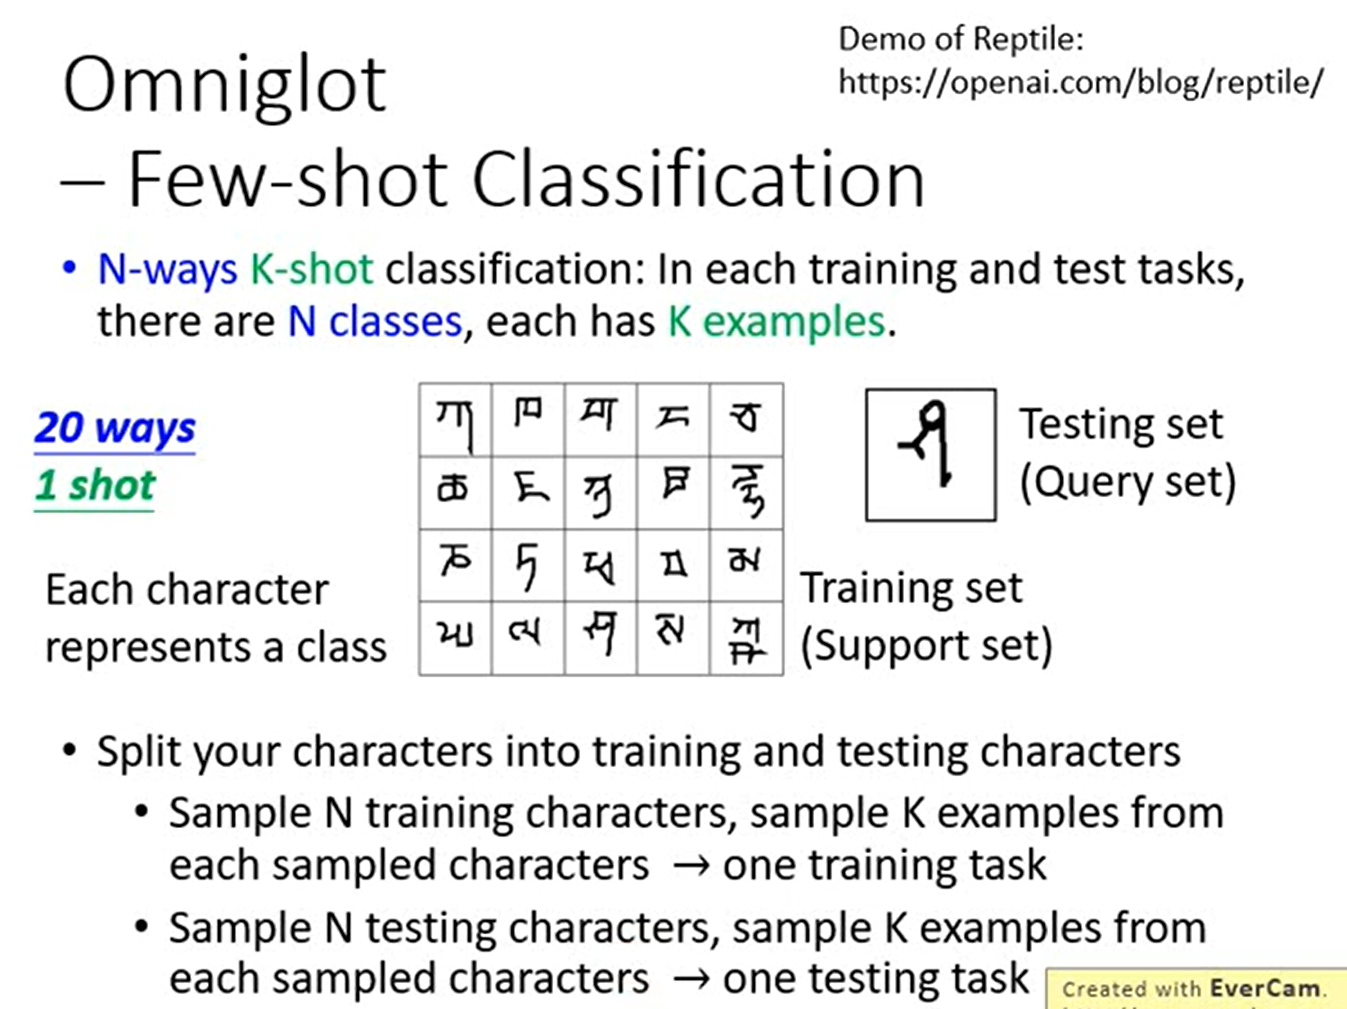 Omniglot
– Few-shot Classification
Demo of Reptile:
https://openai.com/blog/reptile/
• N-ways K-shot classification: In each training and test tasks,
there are N classes, each has K examples.
20 ways
1 shot
Each character
represents a class
Testing set
(Query set)
Training set
(Support set)
• Split your characters into training and testing characters
• Sample N training characters, sample K examples from
each sampled characters → one training task
• Sample N testing characters, sample K examples from
each sampled characters → one testing task
Created with EverCam.